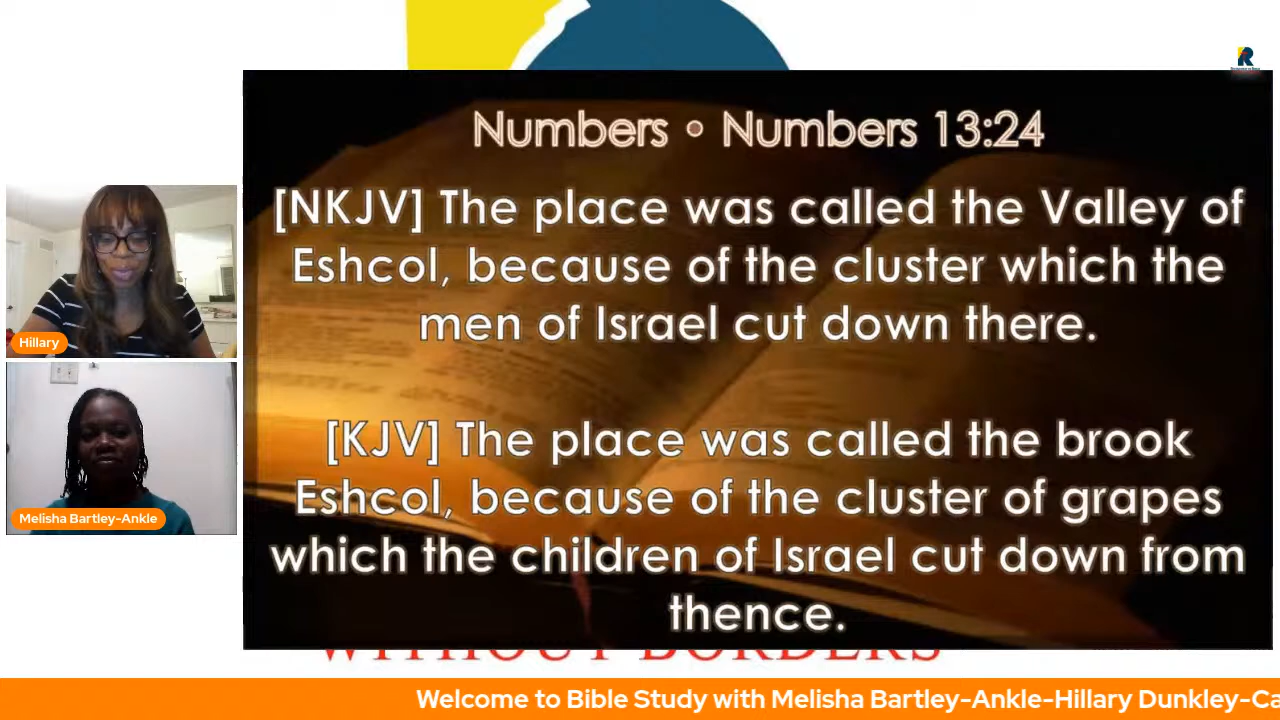 Numbers • Numbers 13:24
[NKJV] The place was called the Valley of
Eshcol, because of the cluster which the
men of Israel cut down there.
[KJV] The place was called the brook
Eshcol, because of the cluster of grapes
which the children of Israel cut down from
thence.
Hillary
Melisha Bartley-Ankle
WITHOUT BORDERS
Welcome to Bible Study with Melisha Bartley-Ankle-Hillary Dunkley-Ca